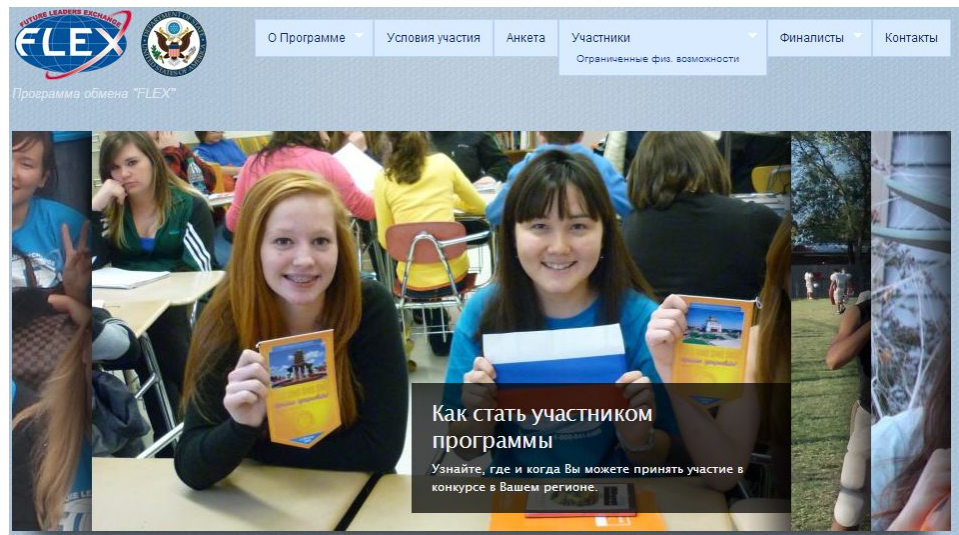 FUTURE LEADERS EXCHANGE
FLEX
Программа обмена "FLEX"
О Программе
Условия участия
Анкета
Участники
Ограниченные физ. возможности
Финалисты
Контакты
Как стать участником
программы
Узнайте, где и когда Вы можете принять участие в
конкурсе в Вашем регионе.